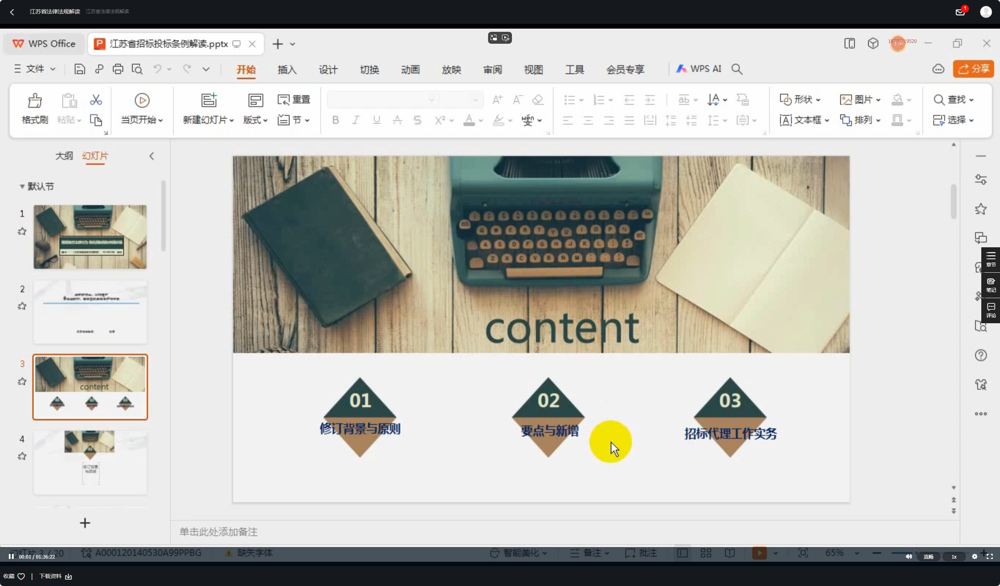 江苏省法律法规解读 江苏省法律法规解读
1
WPS Office
江苏省招标投标条例解读.pptx
18795719520
文件
开始 插入 设计 切换 动画 放映 审阅 视图 工具 会员专享
WPS AI
分享
重置
形状 图片 查找
格式刷 粘贴 当页开始 新建幻灯片 版式 节
文本框 排列 选择
大纲 幻灯片
默认节
1
2
3
content
01 02 03
4
01
修订背景
与原则
content
01
修订背景与原则
02
要点与新增
03
招标代理工作实务
章节
笔记
评论
单击此处添加备注
幻灯片 3 / 20
A000120140530A99PPBG
缺失字体
智能美化 备注 批注 65%
00:01 / 01:36:22
流畅 1x
收藏 | 下载资料